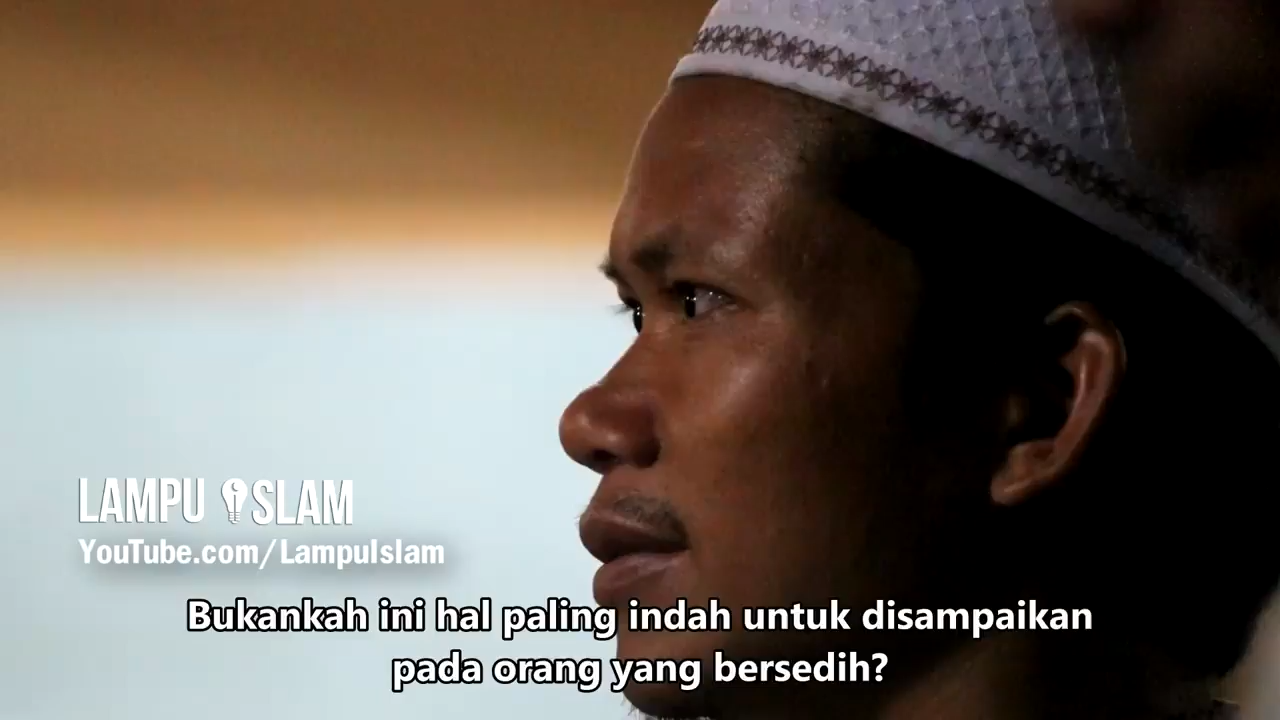 LAMPU ISLAM
YouTube.com/LampuIslam
Bukankah ini hal paling indah untuk disampaikan
pada orang yang bersedih?